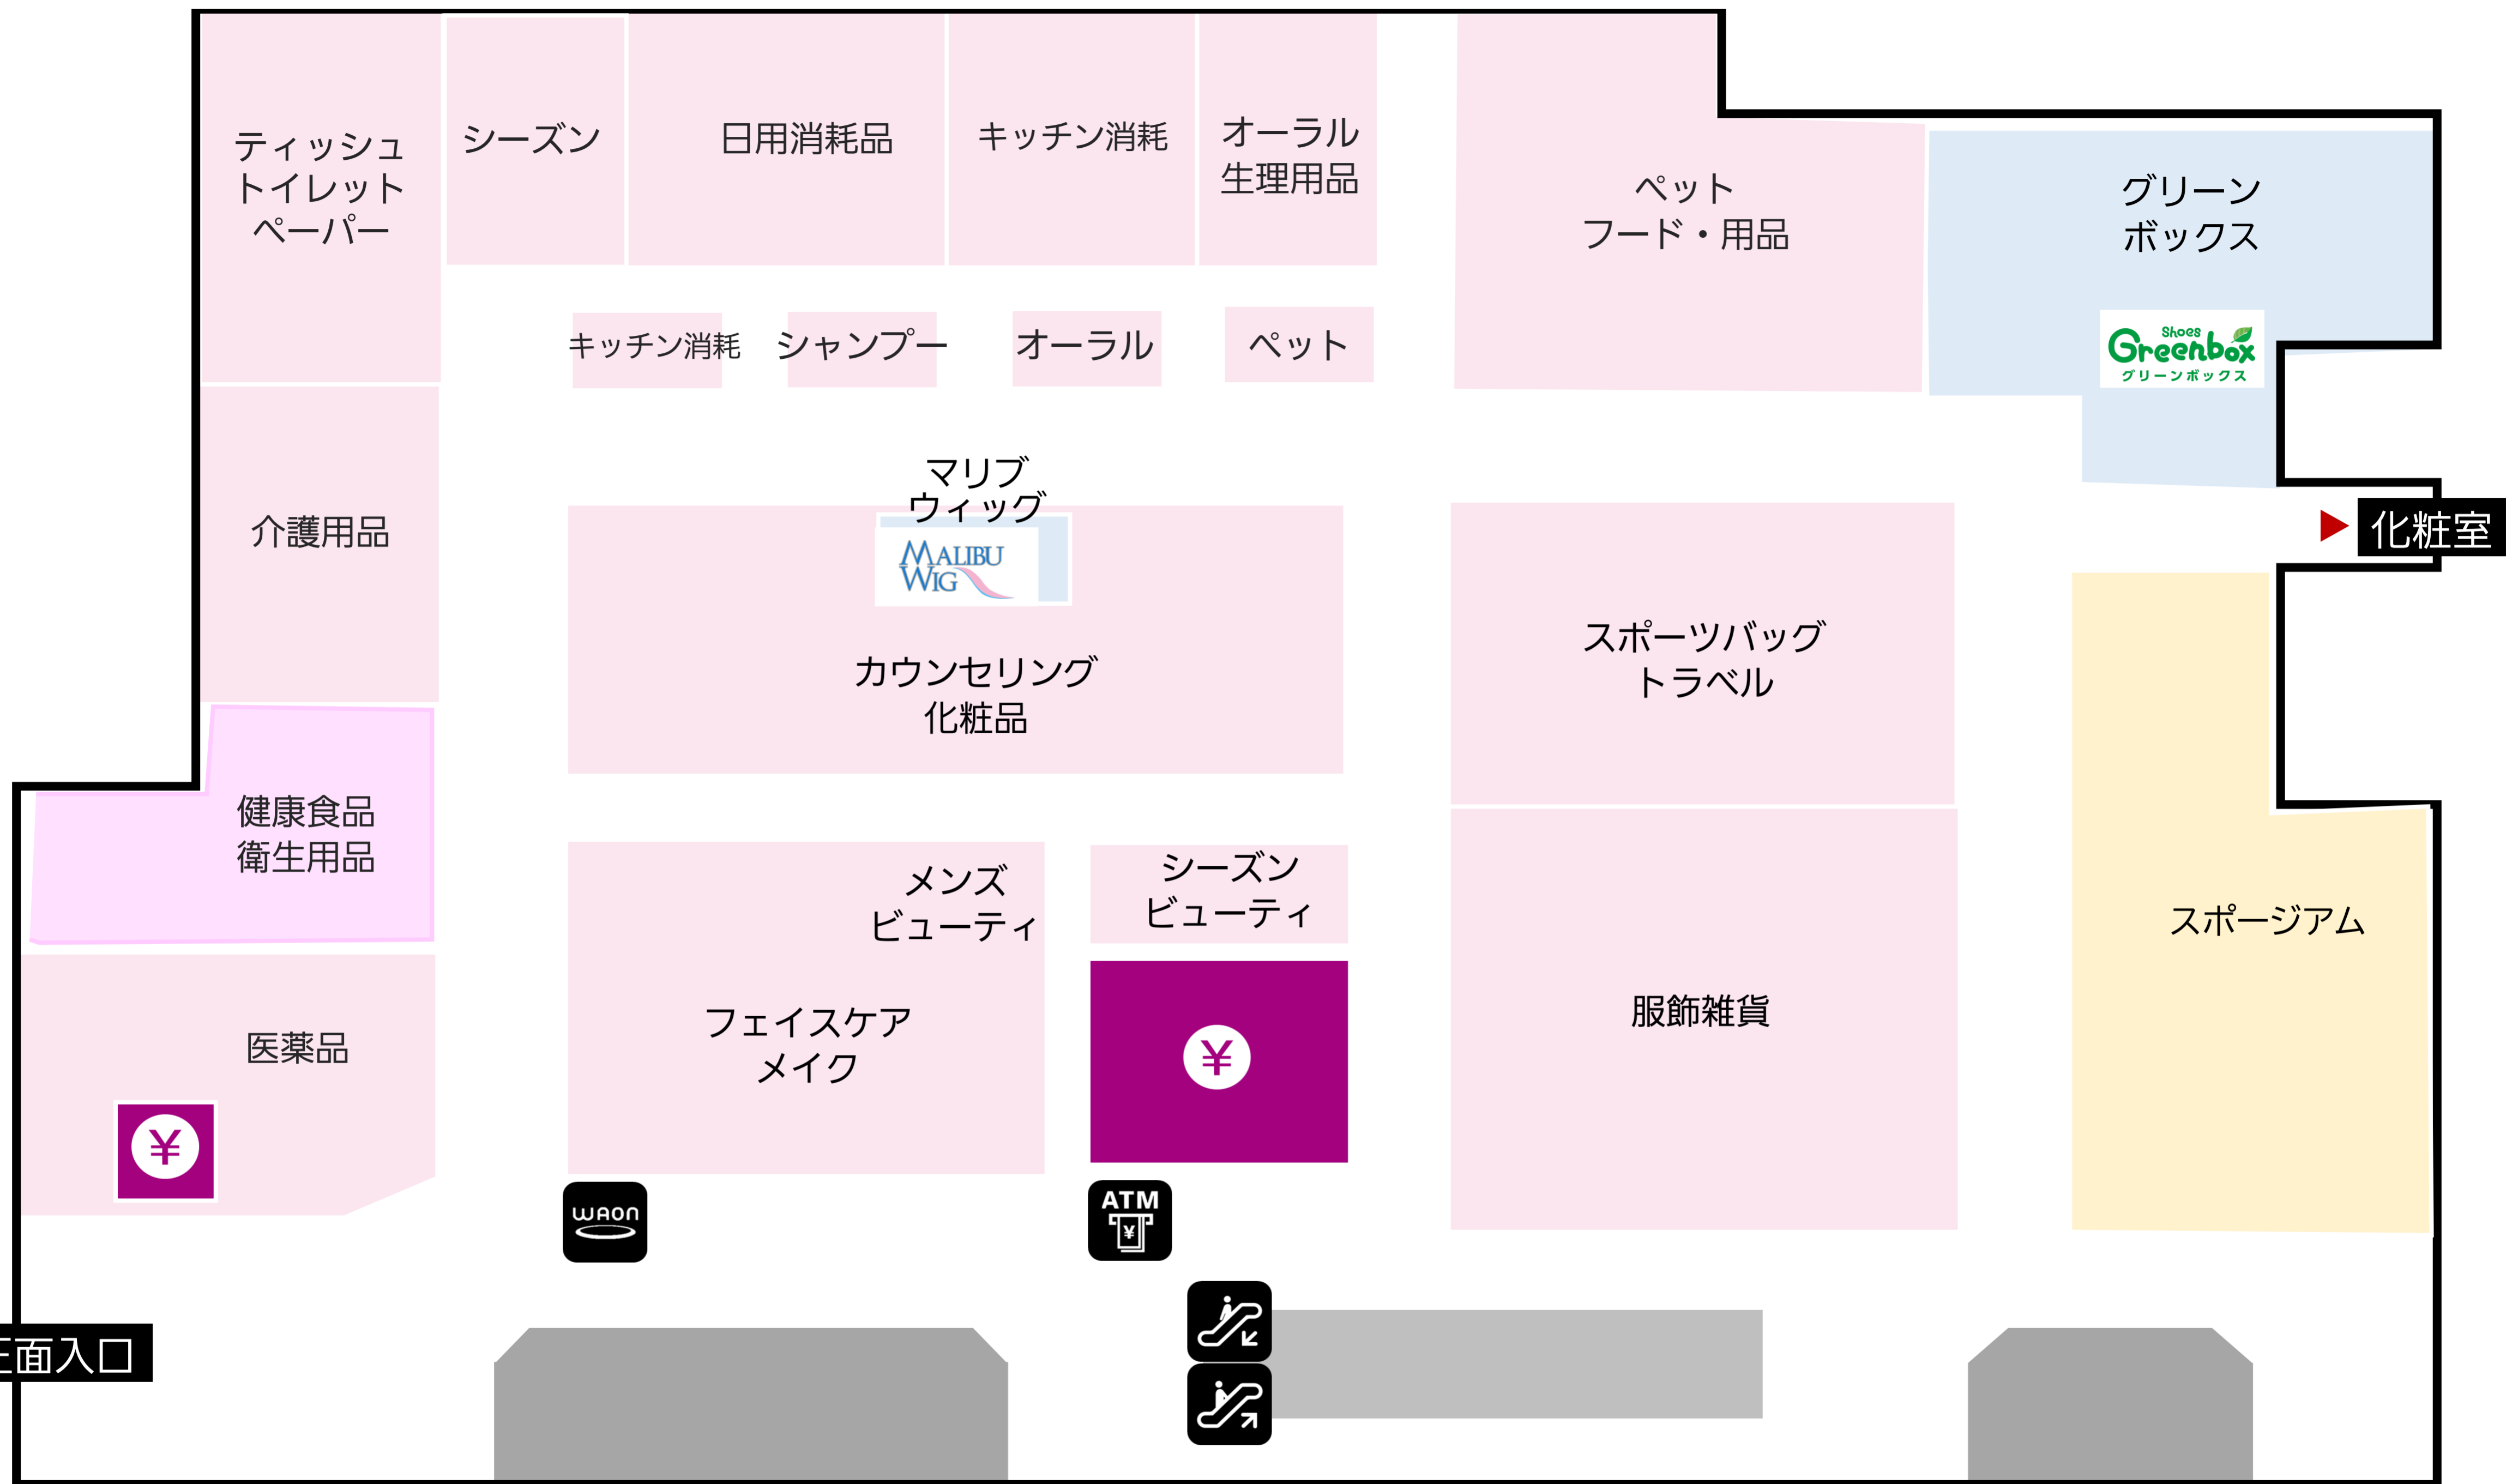 ティッシュ
トイレット
ペーパー
シーズン
日用消耗品
キッチン消耗
オーラル
生理用品
ペット
フード・用品
グリーン
ボックス
Shoes
Greenbox
グリーンボックス
キッチン消耗
シャンプー
オーラル
ペット
マリブ
ウィッグ
MALIBU
WIG
カウンセリング
化粧品
介護用品
スポーツバッグ
トラベル
化粧室
健康食品
衛生用品
メンズ
ビューティ
シーズン
ビューティ
スポージアム
フェイスケア
メイク
¥
服飾雑貨
医薬品
¥
WAON
ATM
¥
面入口